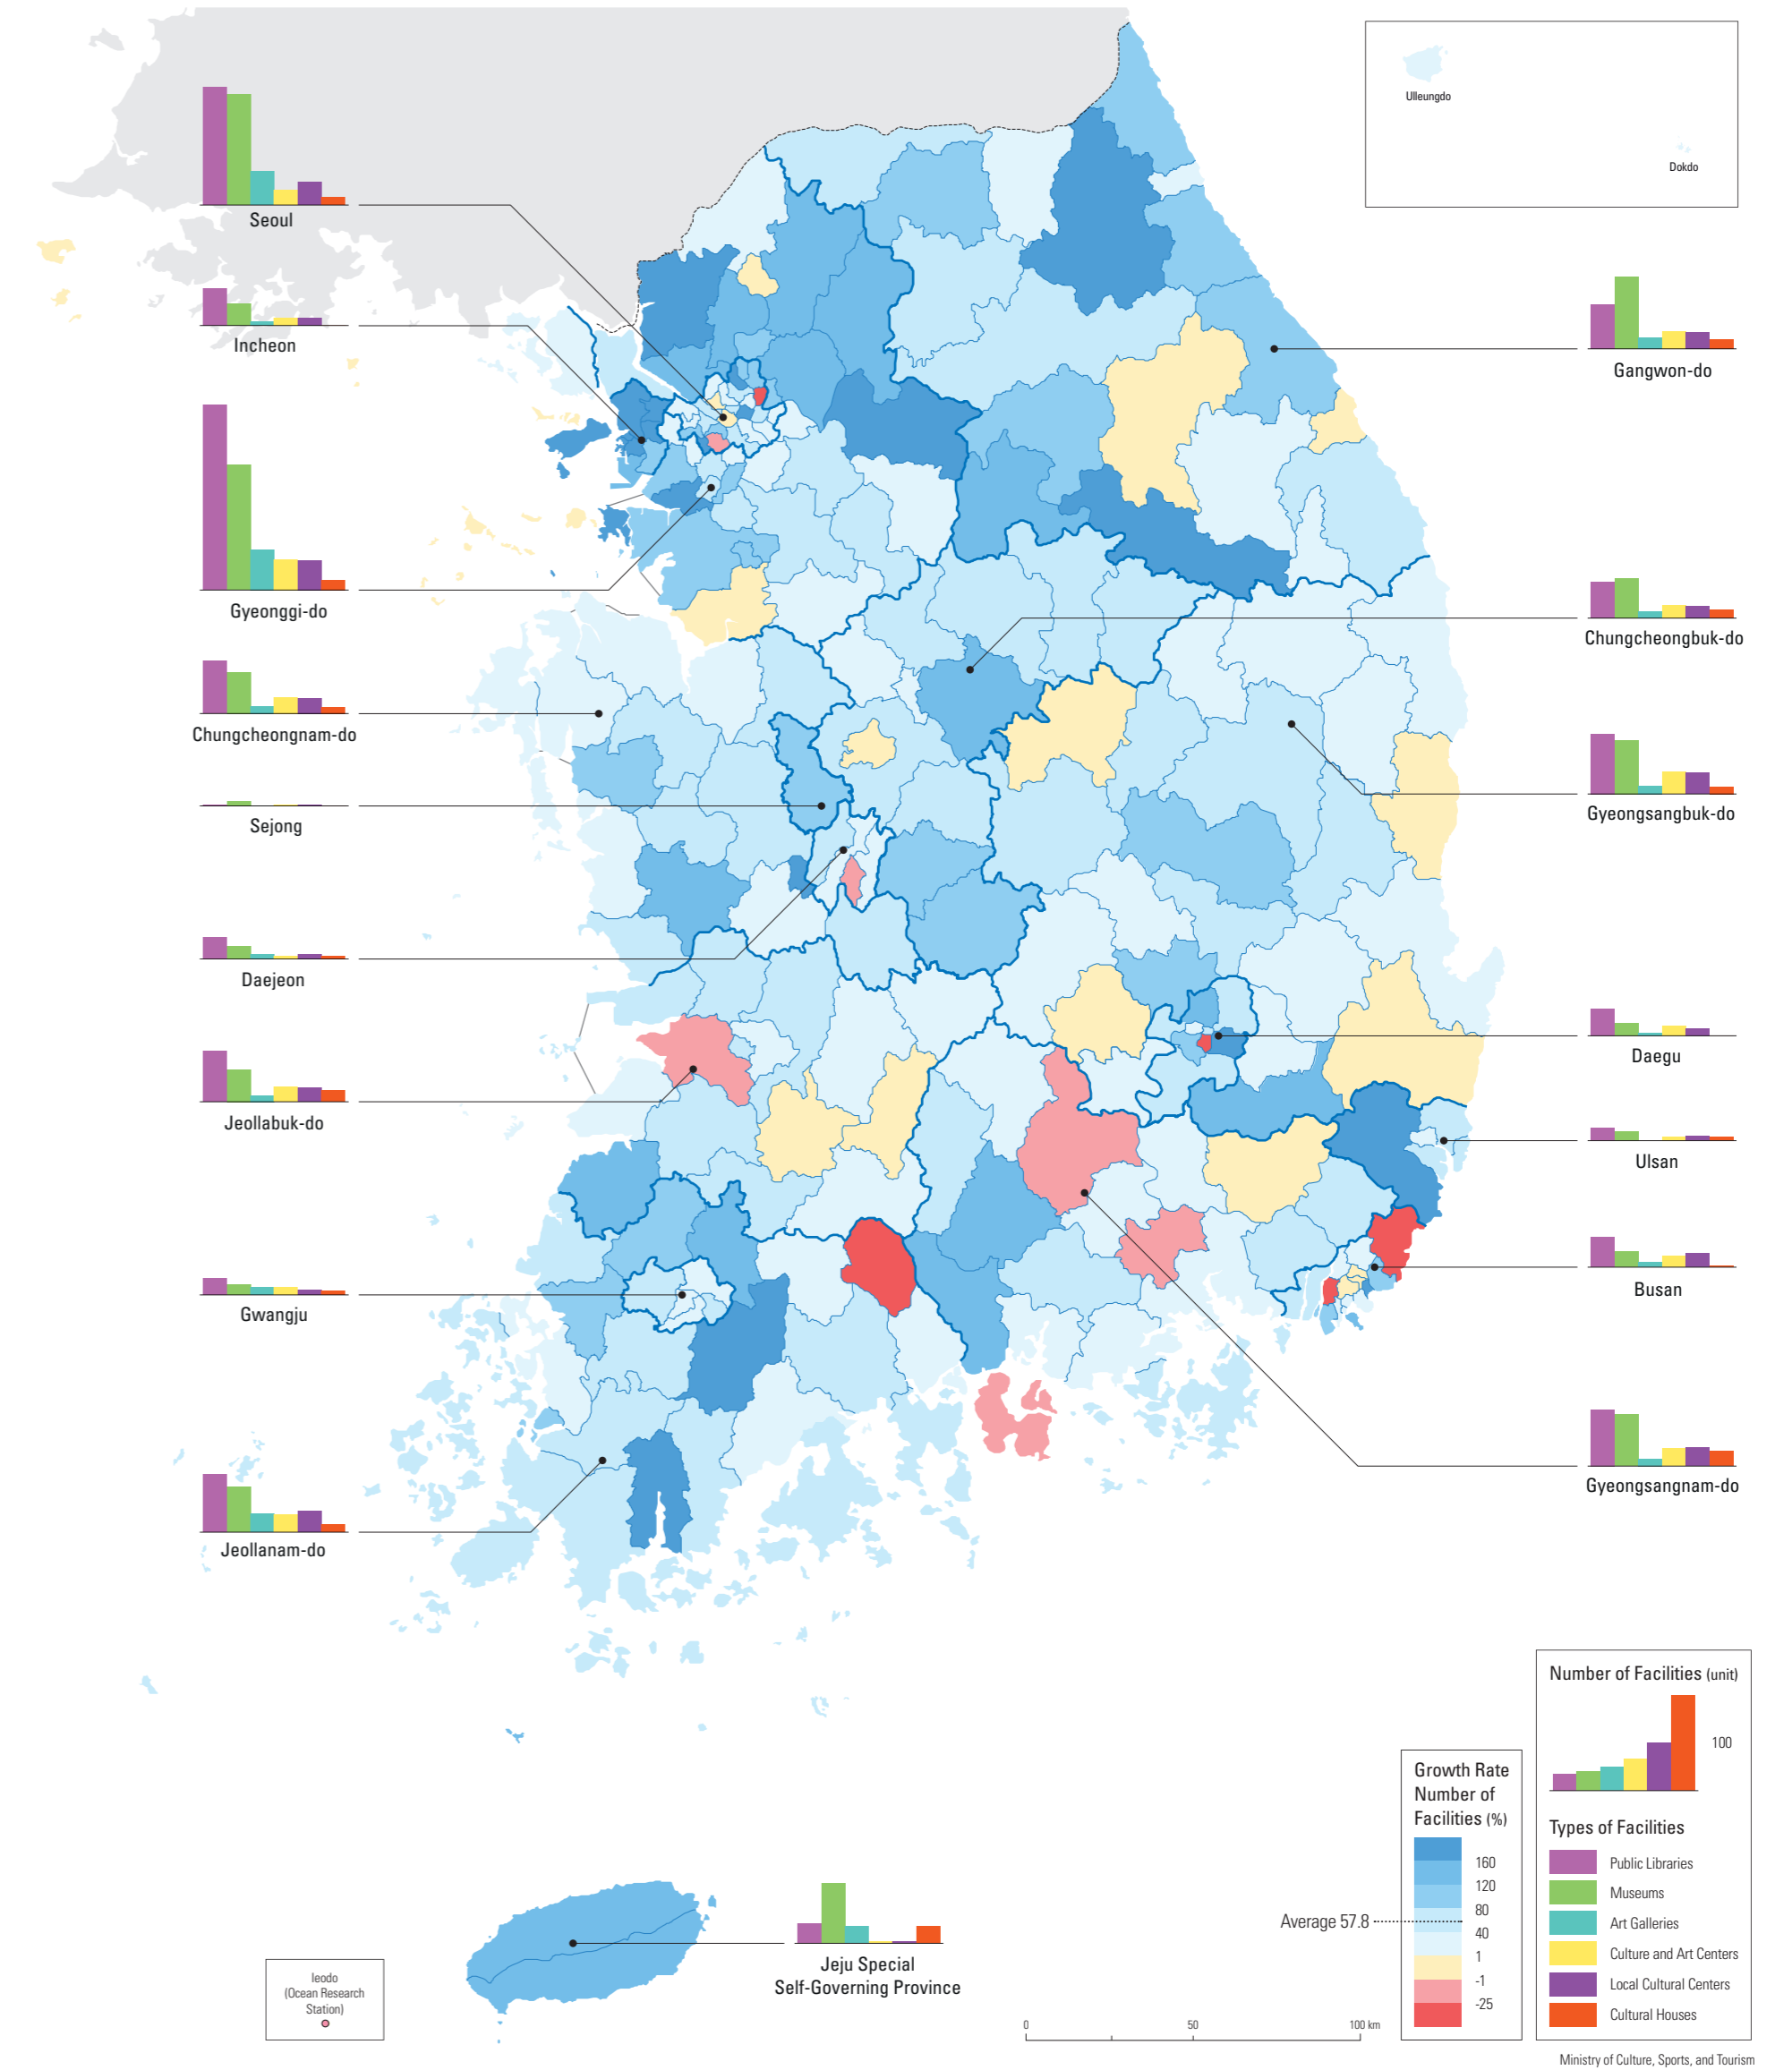 Ulleungdo
Dokdo
Seoul
Incheon
Gangwon-do
Gyeonggi-do
Chungcheongbuk-do
Chungcheongnam-do
Gyeongsangbuk-do
Sejong
Daejeon
Daegu
Jeollabuk-do
Ulsan
Busan
Gwangju
Gyeongsangnam-do
Jeollanam-do
Jeju Special
Self-Governing Province
Ieodo
(Ocean Research
Station)
0 50 100 km
Average 57.8
Growth Rate
Number of
Facilities (%)
160
120
80
40
1
-1
-25
Number of Facilities (unit)
100
Types of Facilities
Public Libraries
Museums
Art Galleries
Culture and Art Centers
Local Cultural Centers
Cultural Houses
Ministry of Culture, Sports, and Tourism